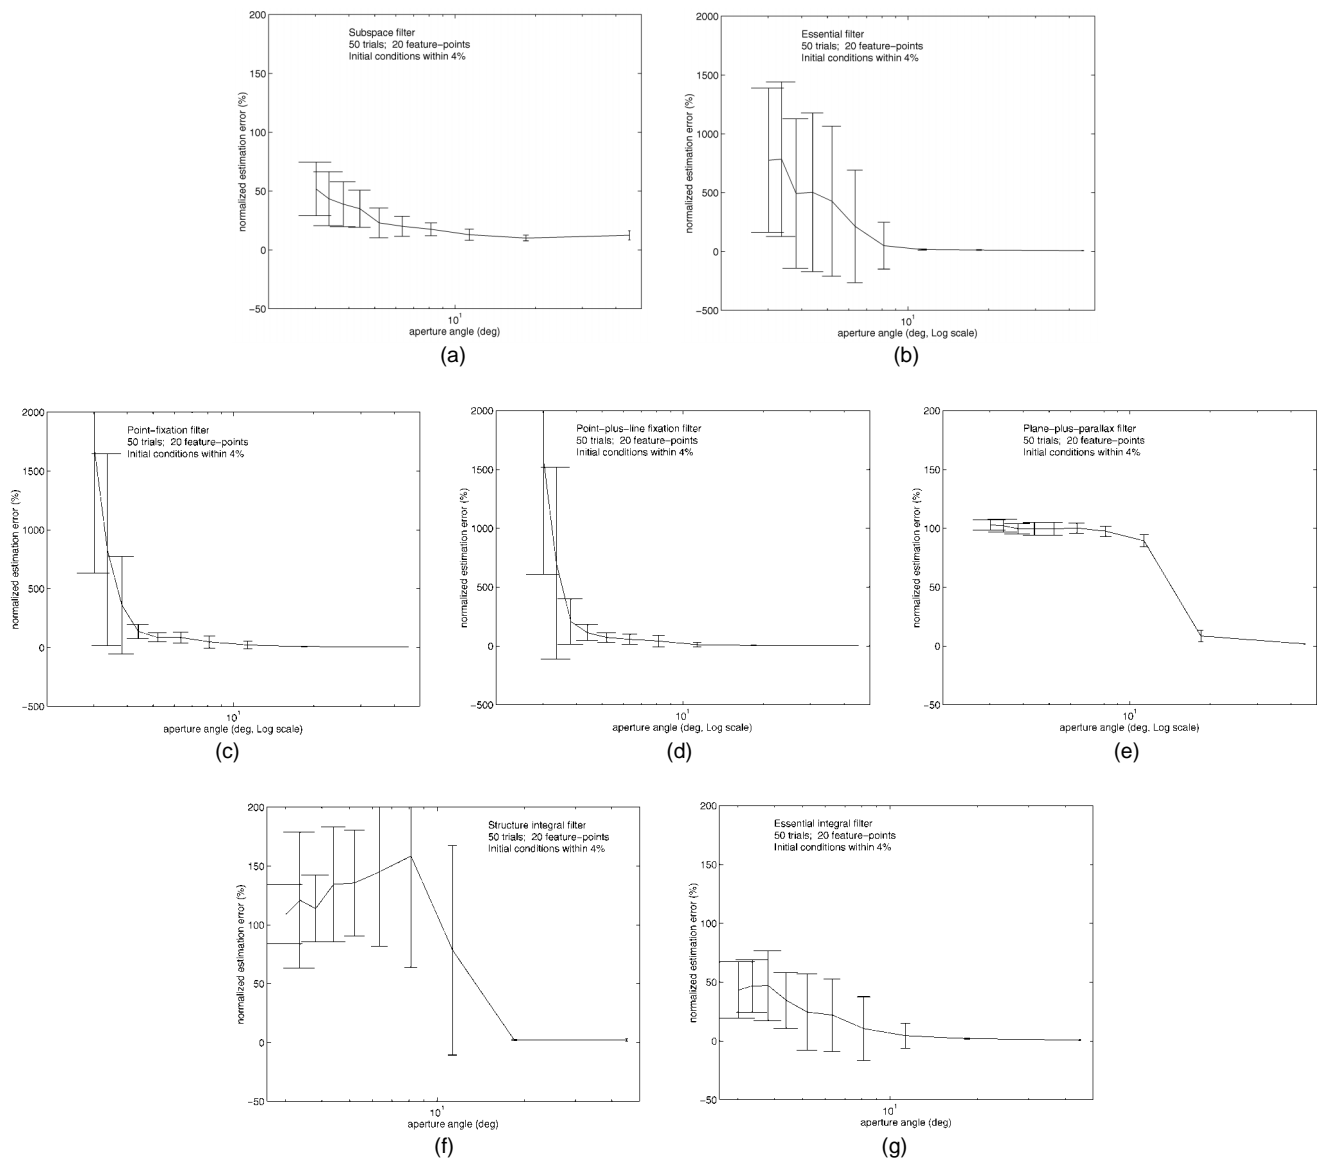 200
150
100
50
0
−50
normalized estimation error (%)
Subspace filter
50 trials; 20 feature−points
Initial conditions within 4%
10¹
aperture angle (deg)
(a)
2000
1500
1000
500
0
−500
normalized estimation error (%)
Essential filter
50 trials; 20 feature−points
Initial conditions within 4%
10¹
aperture angle (deg, Log scale)
(b)
2000
1500
1000
500
0
−500
normalized estimation error (%)
Point−fixation filter
50 trials; 20 feature−points
Initial conditions within 4%
10¹
aperture angle (deg, Log scale)
(c)
2000
1500
1000
500
0
−500
normalized estimation error (%)
Point−plus−line fixation filter
50 trials; 20 feature−points
Initial conditions within 4%
10¹
aperture angle (deg, Log scale)
(d)
200
150
100
50
0
−50
normalized estimation error (%)
Plane−plus−parallax filter
50 trials; 20 feature−points
Initial conditions within 4%
10¹
aperture angle (deg. Log scale)
(e)
200
150
100
50
0
−50
normalized estimation error (%)
Structure integral filter
50 trials; 20 feature−points
Initial conditions within 4%
10¹
aperture angle (deg)
(f)
200
150
100
50
0
−50
normalized estimation error (%)
Essential integral filter
50 trials; 20 feature−points
Initial conditions within 4%
10¹
aperture angle (deg)
(g)